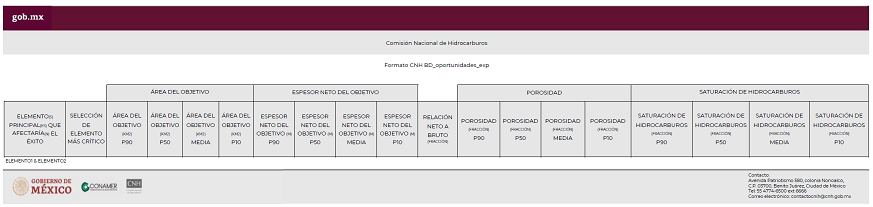 gob.mx
Comisión Nacional de Hidrocarburos
Formato CNH BD_oportunidades_esp
ÁREA DEL OBJETIVO
ESPESOR NETO DEL OBJETIVO
POROSIDAD
SATURACIÓN DE HIDROCARBUROS
ELEMENTO(S) PRINCIPAL(ES) QUE AFECTARÍA(N) EL ÉXITO
SELECCIÓN DE ELEMENTO MÁS CRÍTICO
ÁREA DEL OBJETIVO (KM2) P90
ÁREA DEL OBJETIVO (KM2) P50
ÁREA DEL OBJETIVO (KM2) MEDIA
ÁREA DEL OBJETIVO (KM2) P10
ESPESOR NETO DEL OBJETIVO (M) P90
ESPESOR NETO DEL OBJETIVO (M) P50
ESPESOR NETO DEL OBJETIVO (M) MEDIA
ESPESOR NETO DEL OBJETIVO (M) P10
RELACIÓN NETO A BRUTO (FRACCIÓN)
POROSIDAD (FRACCIÓN) P90
POROSIDAD (FRACCIÓN) P50
POROSIDAD (FRACCIÓN) MEDIA
POROSIDAD (FRACCIÓN) P10
SATURACIÓN DE HIDROCARBUROS (FRACCIÓN) P90
SATURACIÓN DE HIDROCARBUROS (FRACCIÓN) P50
SATURACIÓN DE HIDROCARBUROS (FRACCIÓN) MEDIA
SATURACIÓN DE HIDROCARBUROS (FRACCIÓN) P10
ELEMENTO1 & ELEMENTO2
GOBIERNO DE
MÉXICO
CONAMER
CNH
Contacto:
Avenida Patriotismo 580, colonia Nonoalco,
C.P. 03700, Benito Juárez, Ciudad de México
Tel: 55 4774-6500 ext 6666
Correo electrónico: contactocnih@cnh.gob.mx